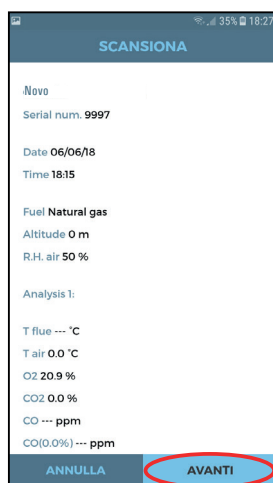 35% 18:27
SCANSIONA
Novo
Serial num. 9997
Date 06/06/18
Time 18:15
Fuel Natural gas
Altitude 0 m
R.H. air 50 %
Analysis 1:
T flue --- °C
T air 0.0 °C
O2 20.9 %
CO2 0.0 %
CO --- ppm
CO(0.0%) --- ppm
ANNULLA AVANTI